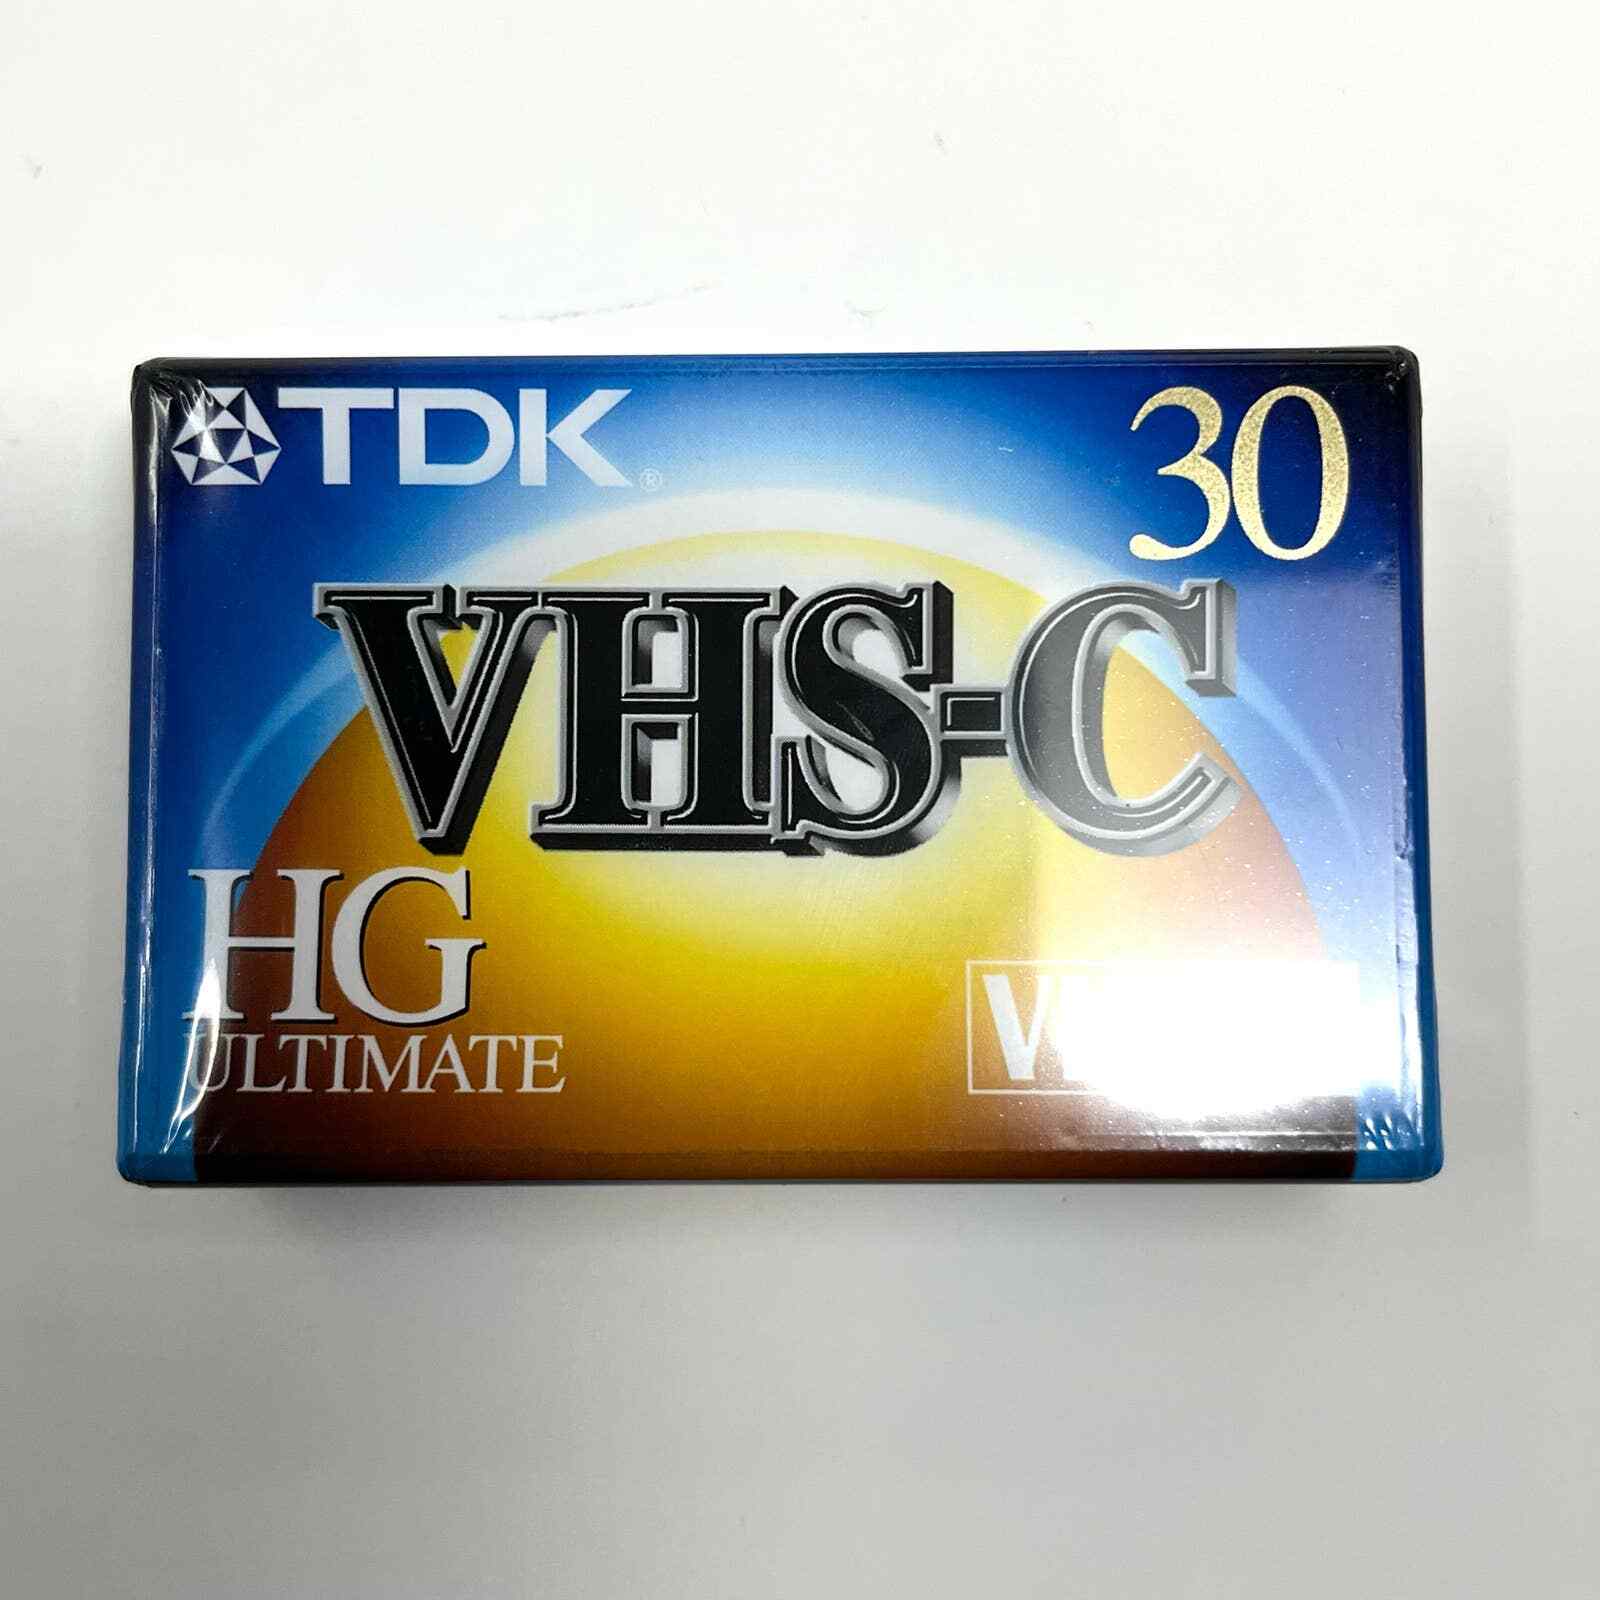 TDK®
30
VHS-C
HG
ULTIMATE